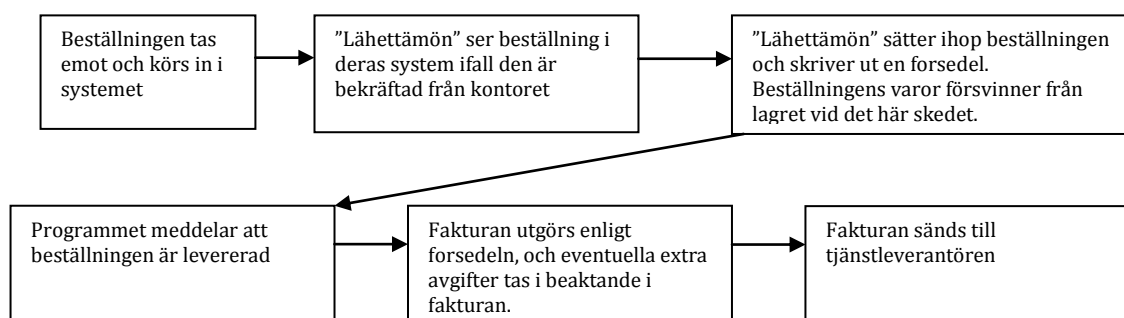 Beställningen tas
emot och körs in i
systemet
”Lähettämön” ser beställning i
deras system ifall den är
bekräftad från kontoret
”Lähettämön” sätter ihop beställningen
och skriver ut en forsedel.
Beställningens varor försvinner från
lagret vid det här skedet.
Programmet meddelar att
beställningen är levererad
Fakturan utgörs enligt
forsedeln, och eventuella extra
avgifter tas i beaktande i
fakturan.
Fakturan sänds till
tjänstleverantören